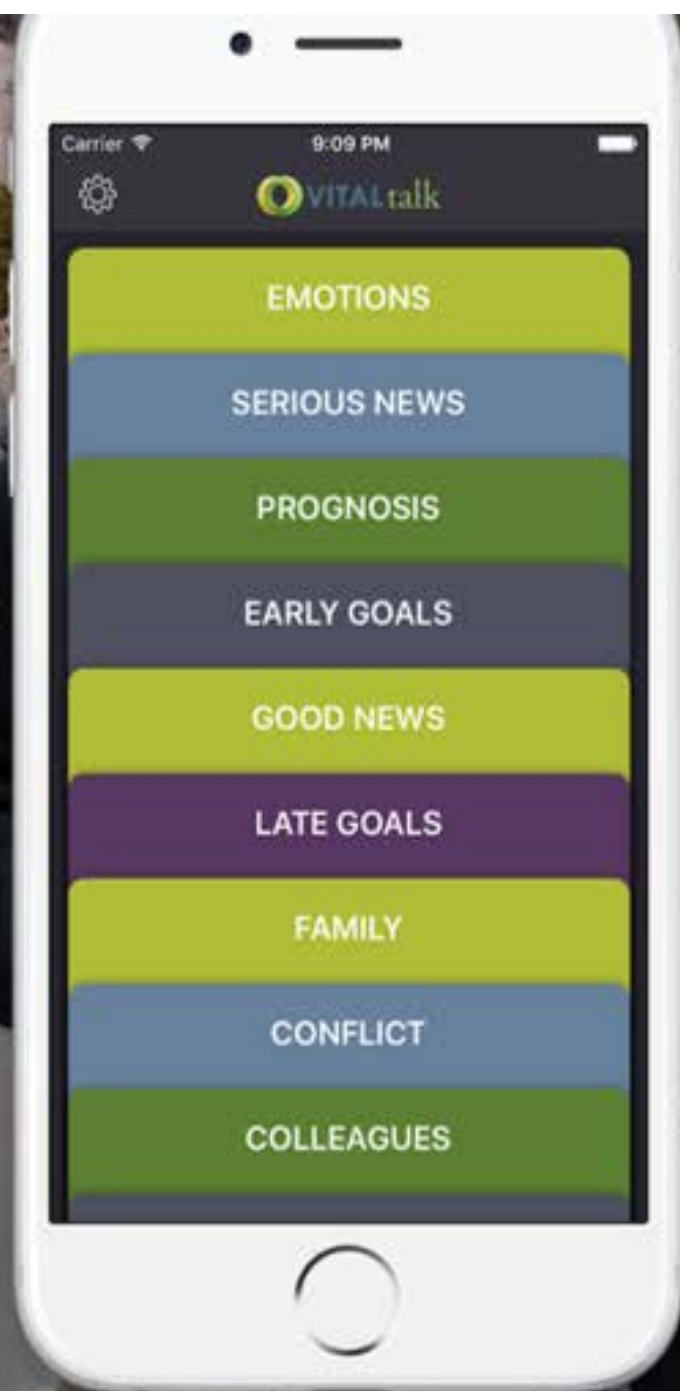 Carrier 9:09 PM
VITALtalk
EMOTIONS
SERIOUS NEWS
PROGNOSIS
EARLY GOALS
GOOD NEWS
LATE GOALS
FAMILY
CONFLICT
COLLEAGUES